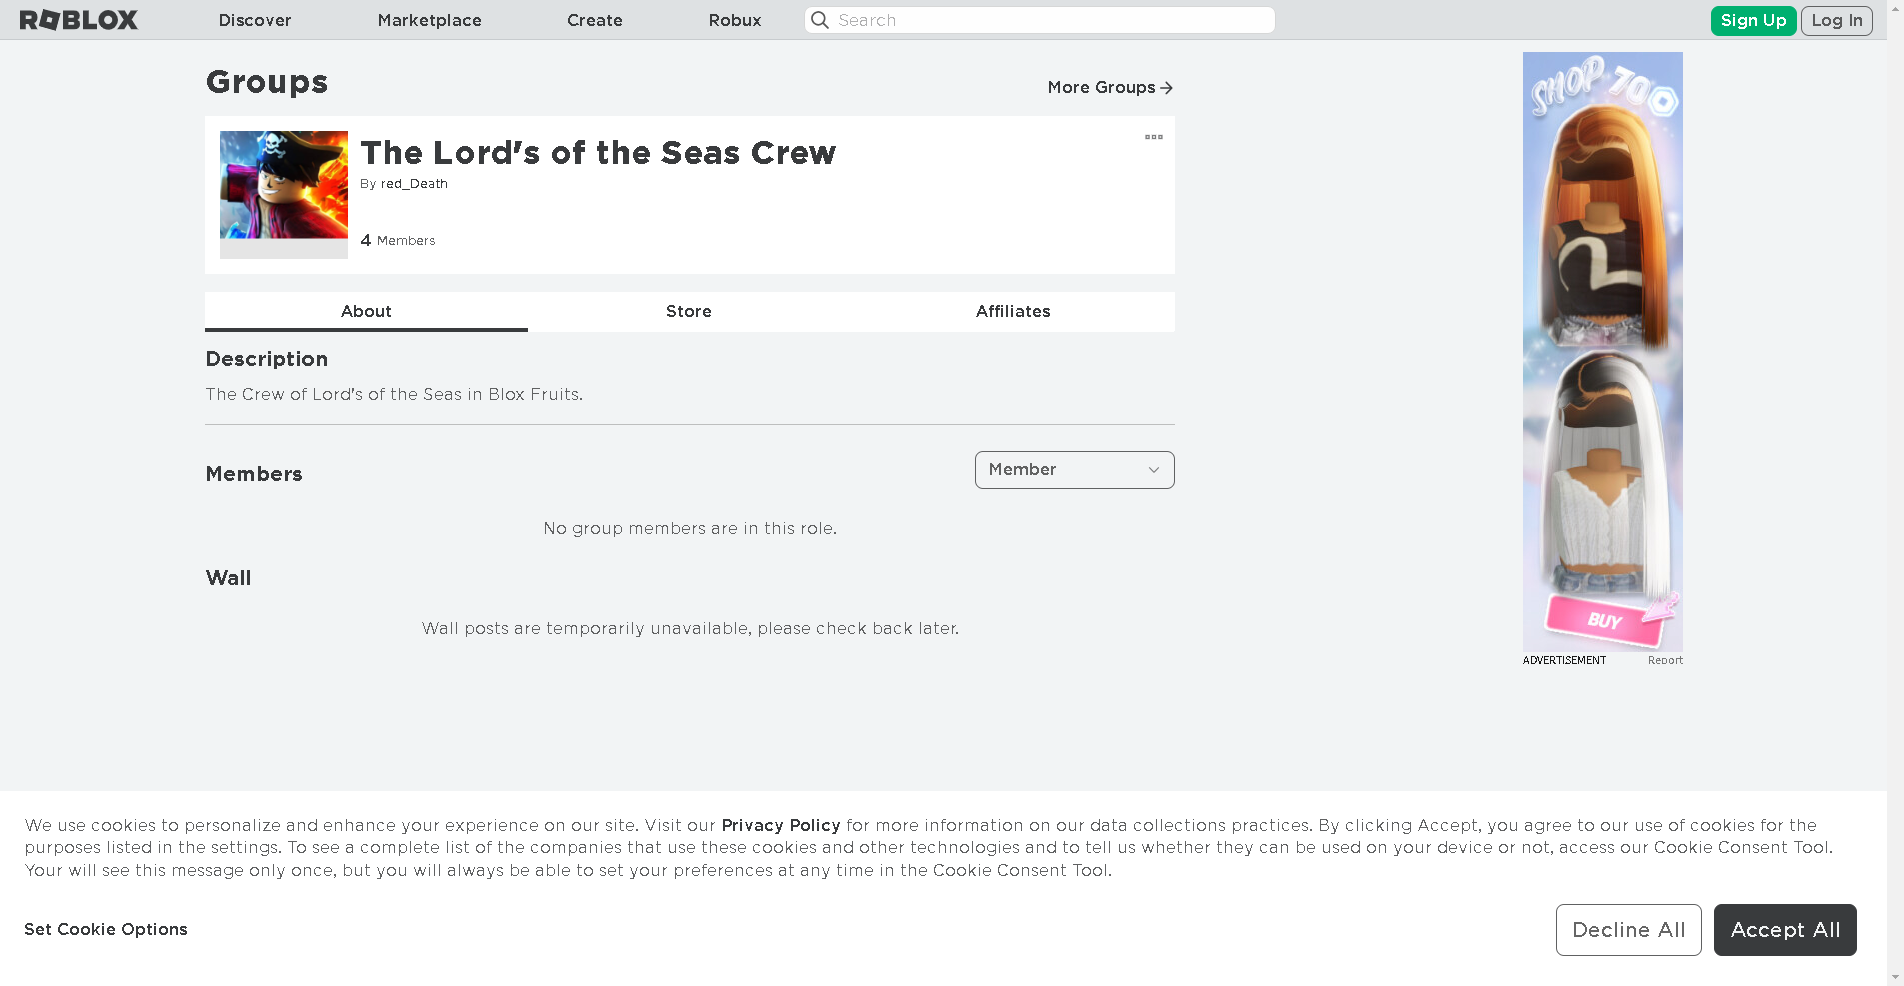 ROBLOX
Discover
Marketplace
Create
Robux
Search
Sign Up
Log In
Groups
More Groups
The Lord's of the Seas Crew
By red_Death
4 Members
About
Store
Affiliates
Description
The Crew of Lord's of the Seas in Blox Fruits.
Members
Member
No group members are in this role.
Wall
Wall posts are temporarily unavailable, please check back later.
SHOP 70
BUY
ADVERTISEMENT
Report
We use cookies to personalize and enhance your experience on our site. Visit our Privacy Policy for more information on our data collections practices. By clicking Accept, you agree to our use of cookies for the
purposes listed in the settings. To see a complete list of the companies that use these cookies and other technologies and to tell us whether they can be used on your device or not, access our Cookie Consent Tool.
Your will see this message only once, but you will always be able to set your preferences at any time in the Cookie Consent Tool.
Set Cookie Options
Decline All
Accept All